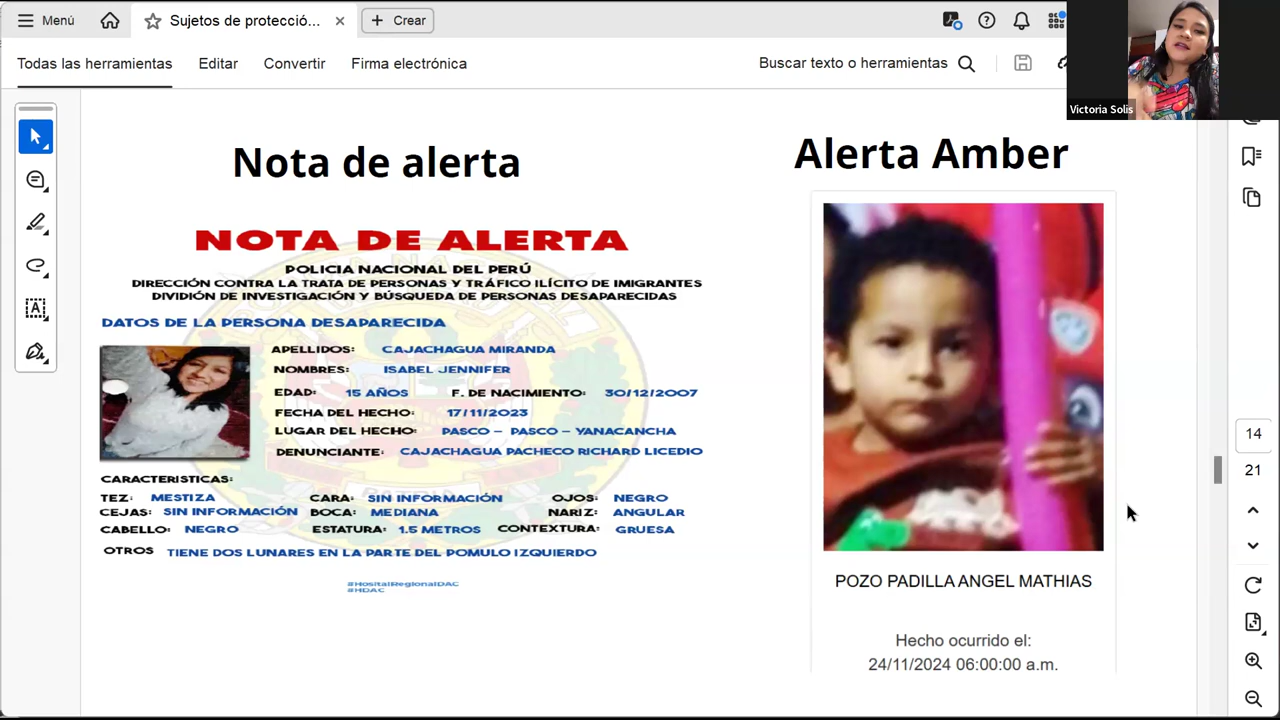 Menú
Sujetos de protecció...
Crear
Todas las herramientas
Editar
Convertir
Firma electrónica
Buscar texto o herramientas
Victoria Solis
Nota de alerta
NOTA DE ALERTA
POLICIA NACIONAL DEL PERÚ
DIRECCIÓN CONTRA LA TRATA DE PERSONAS Y TRÁFICO ILÍCITO DE IMIGRANTES
DIVISIÓN DE INVESTIGACIÓN Y BÚSQUEDA DE PERSONAS DESAPARECIDAS
DATOS DE LA PERSONA DESAPARECIDA
APELLIDOS: CAJACHAGUA MIRANDA
NOMBRES: ISABEL JENNIFER
EDAD: 15 AÑOS F. DE NACIMIENTO: 30/12/2007
FECHA DEL HECHO: 17/11/2023
LUGAR DEL HECHO: PASCO – PASCO – YANACANCHA
DENUNCIANTE: CAJACHAGUA PACHECO RICHARD LICEDIO
CARACTERISTICAS:
TEZ: MESTIZA CARA: SIN INFORMACIÓN OJOS: NEGRO
CEJAS: SIN INFORMACIÓN BOCA: MEDIANA NARIZ: ANGULAR
CABELLO: NEGRO ESTATURA: 1.5 METROS CONTEXTURA: GRUESA
OTROS TIENE DOS LUNARES EN LA PARTE DEL POMULO IZQUIERDO
#HositalRegionalDAC
#HDAC
Alerta Amber
POZO PADILLA ANGEL MATHIAS
Hecho ocurrido el:
24/11/2024 06:00:00 a.m.
14
21